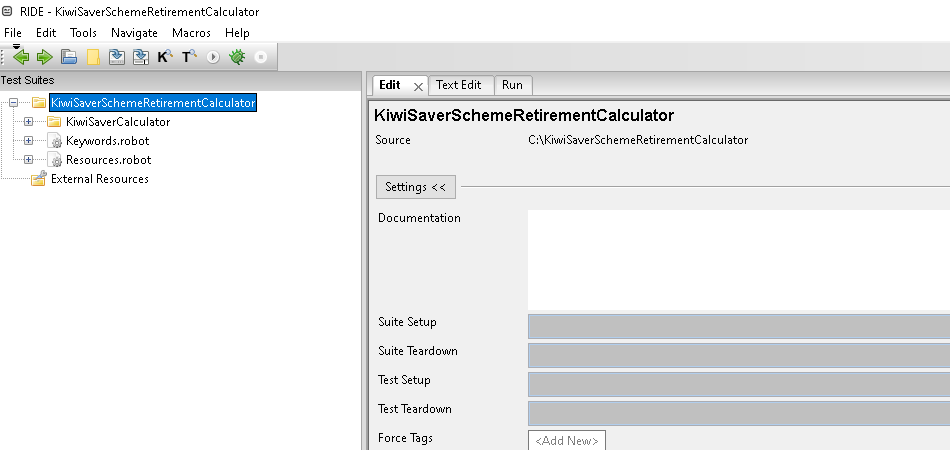 RIDE - KiwiSaverSchemeRetirementCalculator
File Edit Tools Navigate Macros Help
K T
Test Suites
KiwiSaverSchemeRetirementCalculator
KiwiSaverCalculator
Keywords.robot
Resources.robot
External Resources
Edit Text Edit Run
KiwiSaverSchemeRetirementCalculator
Source C:\KiwiSaverSchemeRetirementCalculator
Settings <<
Documentation
Suite Setup
Suite Teardown
Test Setup
Test Teardown
Force Tags <Add New>